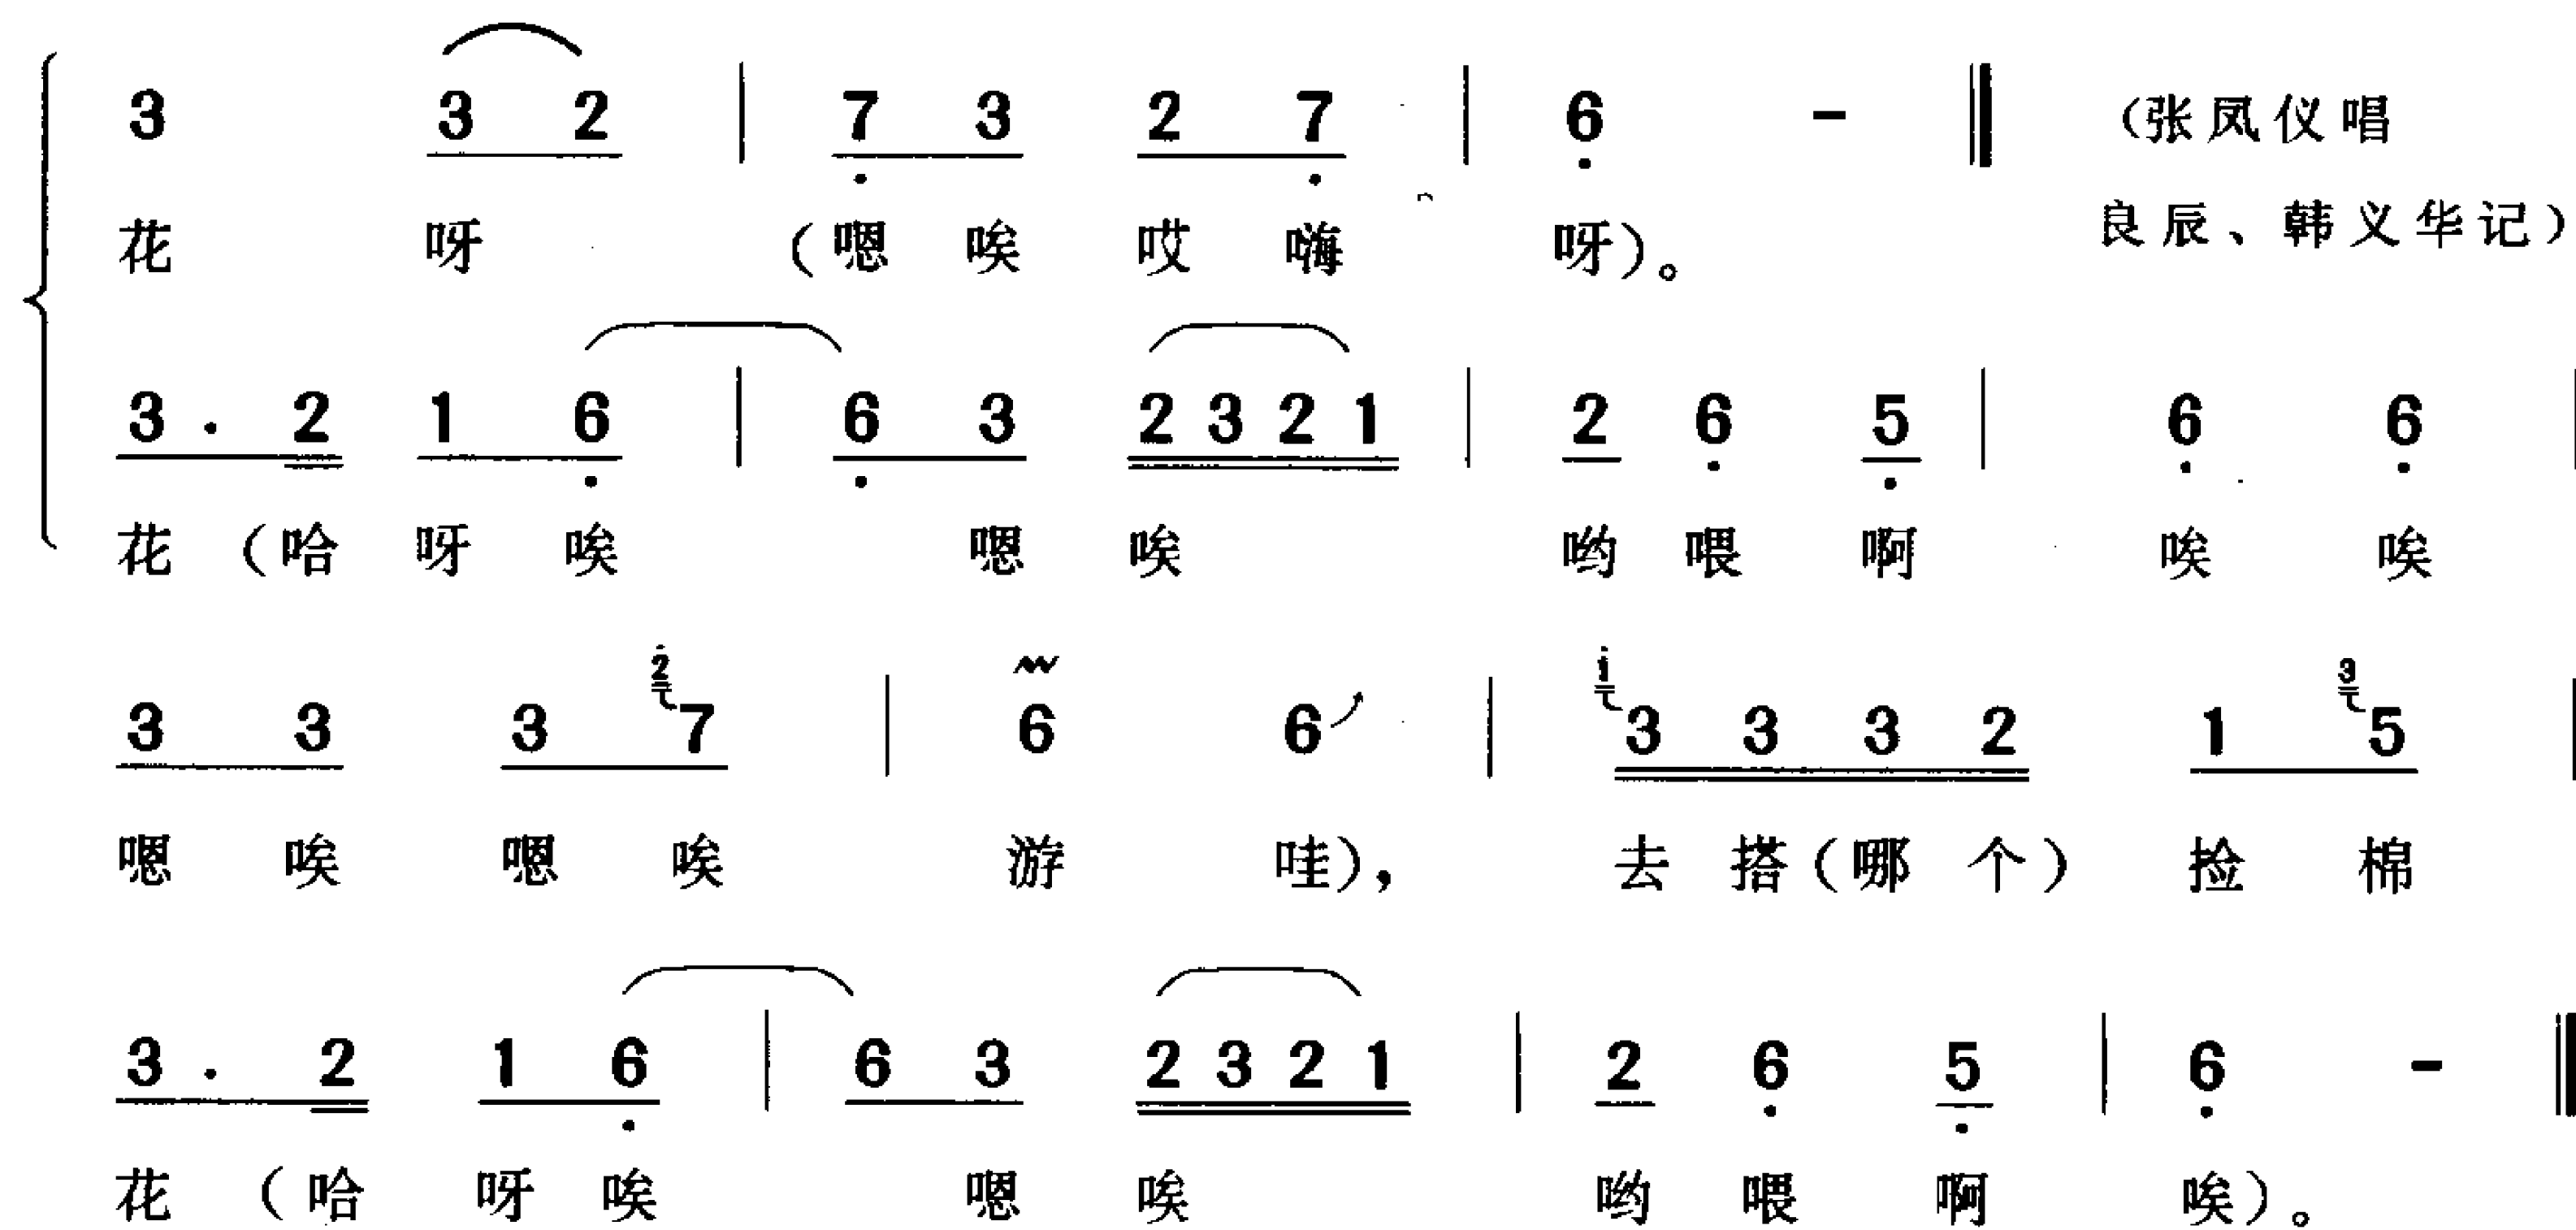 3 3 2 | 7 3 2 7 | 6 - ‖ (张凤仪唱
花 呀 (嗯 唉 哎 嗨 呀)。 良辰、韩义华记)
3 · 2 1 6 | 6 3 2 3 2 1 | 2 6 5 | 6 6 |
花 (哈 呀 唉 嗯 唉 哟 喂 啊 唉 唉
3 3 3 2 7 | 6 6 | 1 3 3 3 2 1 3 5 |
嗯 唉 嗯 唉 游 哇), 去 搭(哪 个) 捡 棉
3 · 2 1 6 | 6 3 2 3 2 1 | 2 6 5 | 6 - ‖
花 (哈 呀 唉 嗯 唉 哟 喂 啊 唉)。